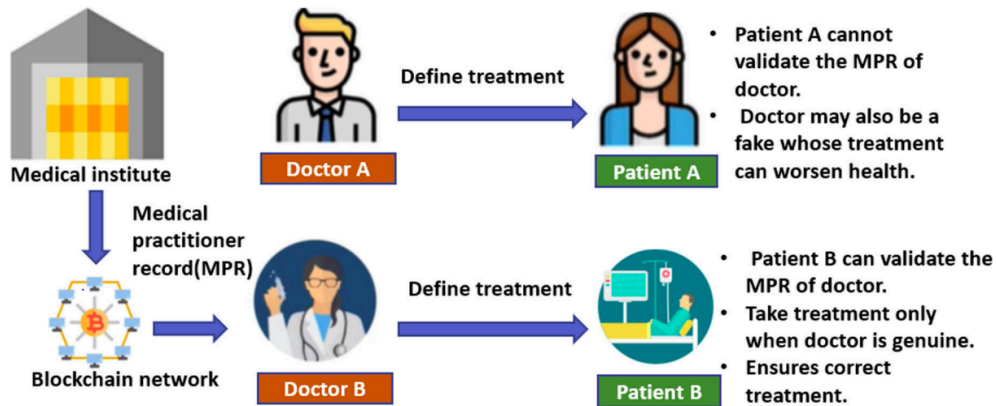 Medical institute
Define treatment
Doctor A
Patient A
• Patient A cannot
validate the MPR of
doctor.
• Doctor may also be a
fake whose treatment
can worsen health.
Medical
practitioner
record(MPR)
Blockchain network
Define treatment
Doctor B
Patient B
• Patient B can validate the
MPR of doctor.
• Take treatment only
when doctor is genuine.
• Ensures correct
treatment.